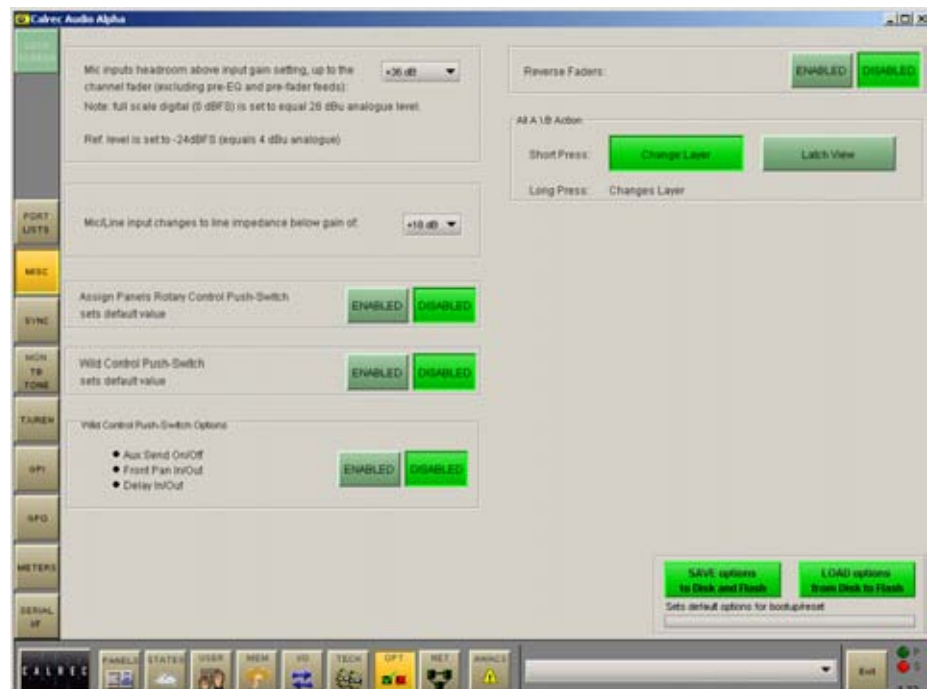 Calrec Audio Alpha
Mic inputs headroom above input gain setting, up to the
channel fader (excluding pre-EQ and pre-fader feeds):
+36 dB
Note: full scale digital (0 dBFS) is set to equal 28 dBu analogue level.
Ref. level is set to -24dBFS (equals 4 dBu analogue)
Reverse Faders:
ENABLED
DISABLED
All A \ B Action
Short Press:
Change Layer
Latch View
Long Press:
Changes Layer
PORT
LISTS
Mic/Line input changes to line impedance below gain of:
+18 dB
MISC
Assign Panels Rotary Control Push-Switch
sets default value
ENABLED
DISABLED
SYNC
MON
TB
TONE
Wild Control Push-Switch
sets default value
ENABLED
DISABLED
TX/REH
Wild Control Push-Switch Options
Aux Send On/Off
Front Pan In/Out
Delay In/Out
ENABLED
DISABLED
GPI
GPO
METERS
SERIAL
I/F
SAVE options
to Disk and Flash
LOAD options
from Disk to Flash
Sets default options for bootup/reset
CALREC
PANELS
STATES
USER
MEM
I/O
TECH
OPT
NET
AWACS
Exit
P
S